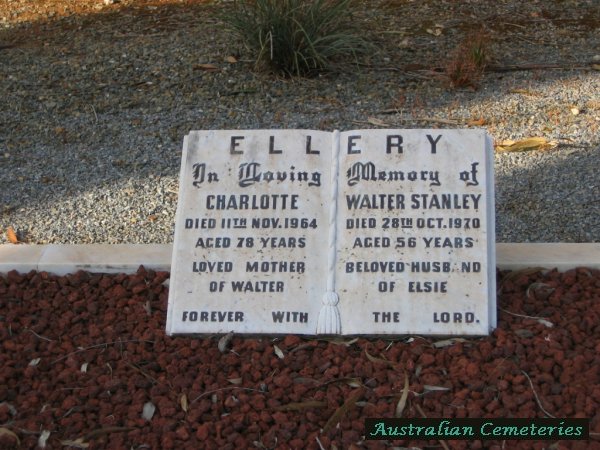 ELLERY
In Loving Memory of
CHARLOTTE
DIED 11TH NOV. 1964
AGED 78 YEARS
LOVED MOTHER
OF WALTER
WALTER STANLEY
DIED 28TH OCT. 1970
AGED 56 YEARS
BELOVED HUSB ND
OF ELSIE
FOREVER WITH THE LORD.
Australian Cemeteries